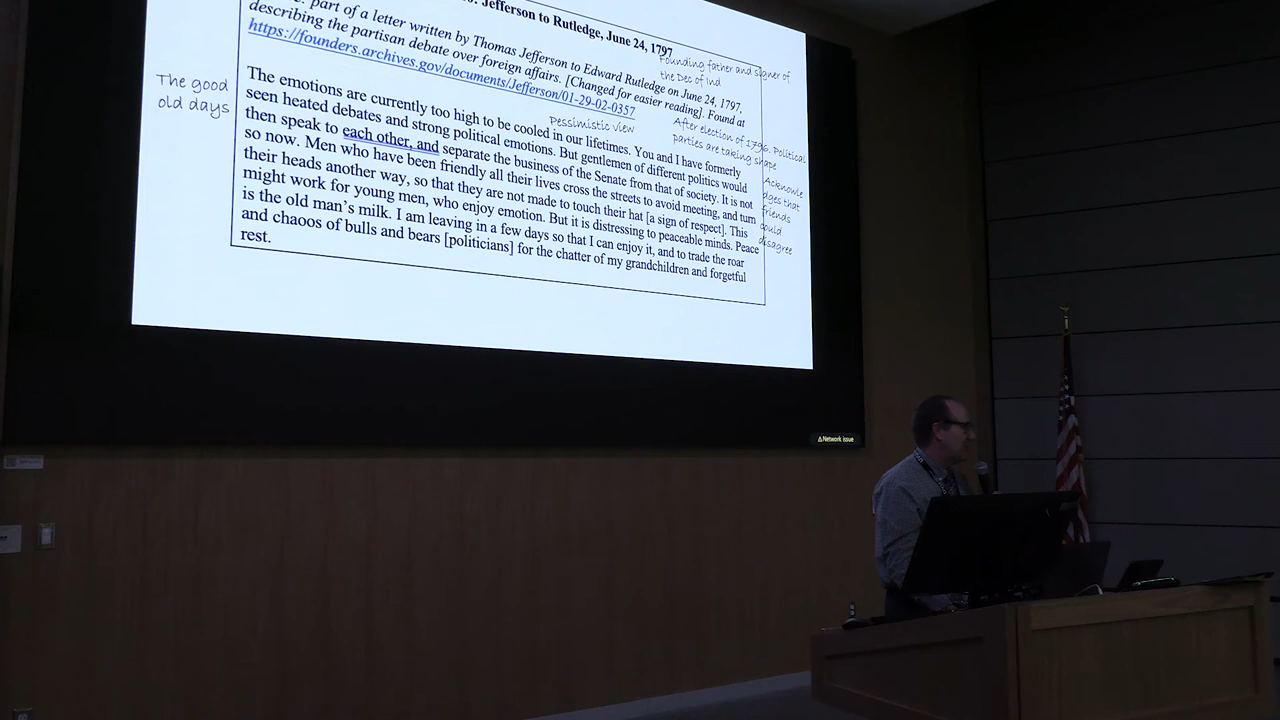 Jefferson to Rutledge, June 24, 1797
part of a letter written by Thomas Jefferson to Edward Rutledge on June 24, 1797,
describing the partisan debate over foreign affairs. [Changed for easier reading]. Found at
https://founders.archives.gov/documents/Jefferson/01-29-02-0357
Founding father and signer of
the Dec of Ind
The good
old days
Pessimistic view
After election of 1796. Political
parties are taking shape
The emotions are currently too high to be cooled in our lifetimes. You and I have formerly
seen heated debates and strong political emotions. But gentlemen of different politics would
then speak to each other, and separate the business of the Senate from that of society. It is not
so now. Men who have been friendly all their lives cross the streets to avoid meeting, and turn
their heads another way, so that they are not made to touch their hat [a sign of respect]. This
might work for young men, who enjoy emotion. But it is distressing to peaceable minds. Peace
is the old man's milk. I am leaving in a few days so that I can enjoy it, and to trade the roar
and chaoos of bulls and bears [politicians] for the chatter of my grandchildren and forgetful
rest.
Acknowle
dges that
friends
could
disagree
Network issue